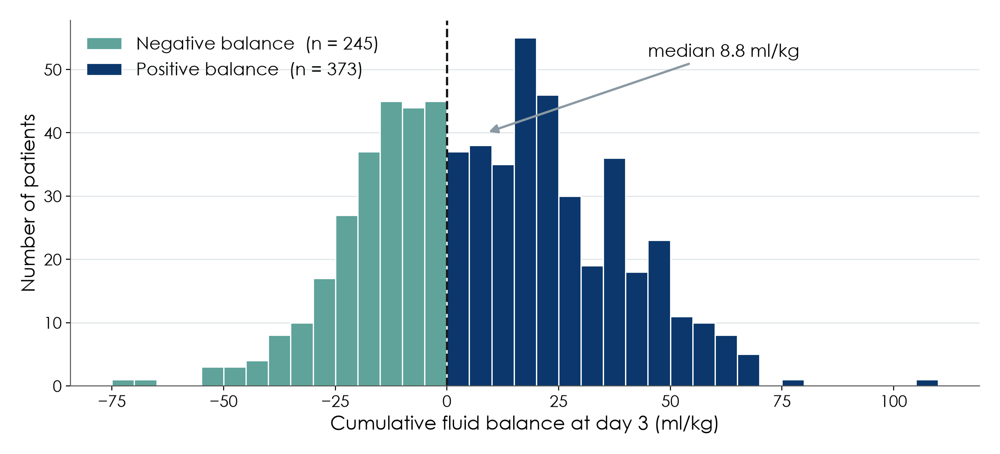 Negative balance (n = 245)
Positive balance (n = 373)
median 8.8 ml/kg
Number of patients
50
40
30
20
10
0
−75 −50 −25 0 25 50 75 100
Cumulative fluid balance at day 3 (ml/kg)